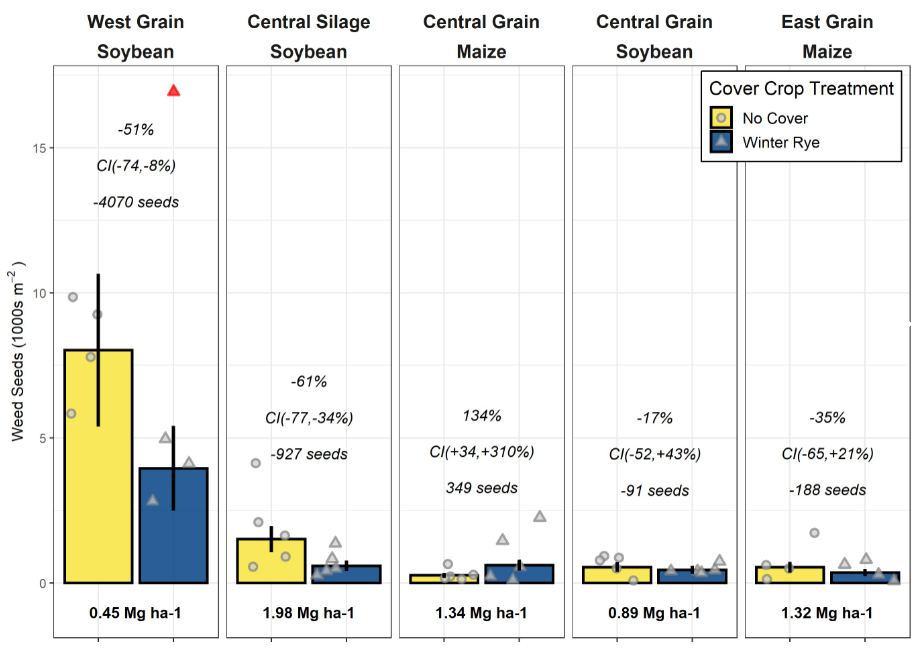 West Grain
Soybean
Central Silage
Soybean
Central Grain
Maize
Central Grain
Soybean
East Grain
Maize
Cover Crop Treatment
No Cover
Winter Rye
Weed Seeds (1000s m⁻²)
15
10
5
0
-51%
CI(-74,-8%)
-4070 seeds
-61%
CI(-77,-34%)
-927 seeds
134%
CI(+34,+310%)
349 seeds
-17%
CI(-52,+43%)
-91 seeds
-35%
CI(-65,+21%)
-188 seeds
0.45 Mg ha-1
1.98 Mg ha-1
1.34 Mg ha-1
0.89 Mg ha-1
1.32 Mg ha-1